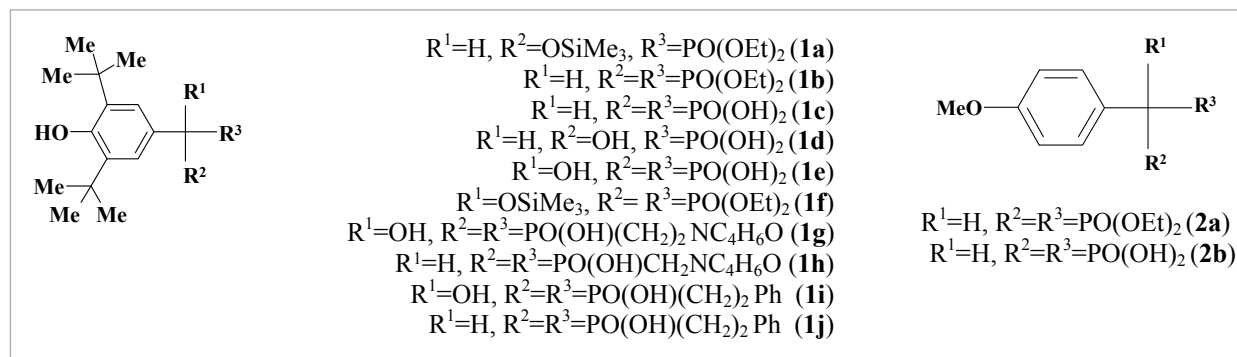 Me
Me
Me
R¹
HO
R³
R²
Me
Me
Me
R¹=H, R²=OSiMe₃, R³=PO(OEt)₂ (1a)
R¹=H, R²=R³=PO(OEt)₂ (1b)
R¹=H, R²=R³=PO(OH)₂ (1c)
R¹=H, R²=OH, R³=PO(OH)₂ (1d)
R¹=OH, R²=R³=PO(OH)₂ (1e)
R¹=OSiMe₃, R²= R³=PO(OEt)₂ (1f)
R¹=OH, R²=R³=PO(OH)(CH₂)₂ NC₄H₆O (1g)
R¹=H, R²=R³=PO(OH)CH₂NC₄H₆O (1h)
R¹=OH, R²=R³=PO(OH)(CH₂)₂ Ph (1i)
R¹=H, R²=R³=PO(OH)(CH₂)₂ Ph (1j)
R¹
MeO
R³
R²
R¹=H, R²=R³=PO(OEt)₂ (2a)
R¹=H, R²=R³=PO(OH)₂ (2b)